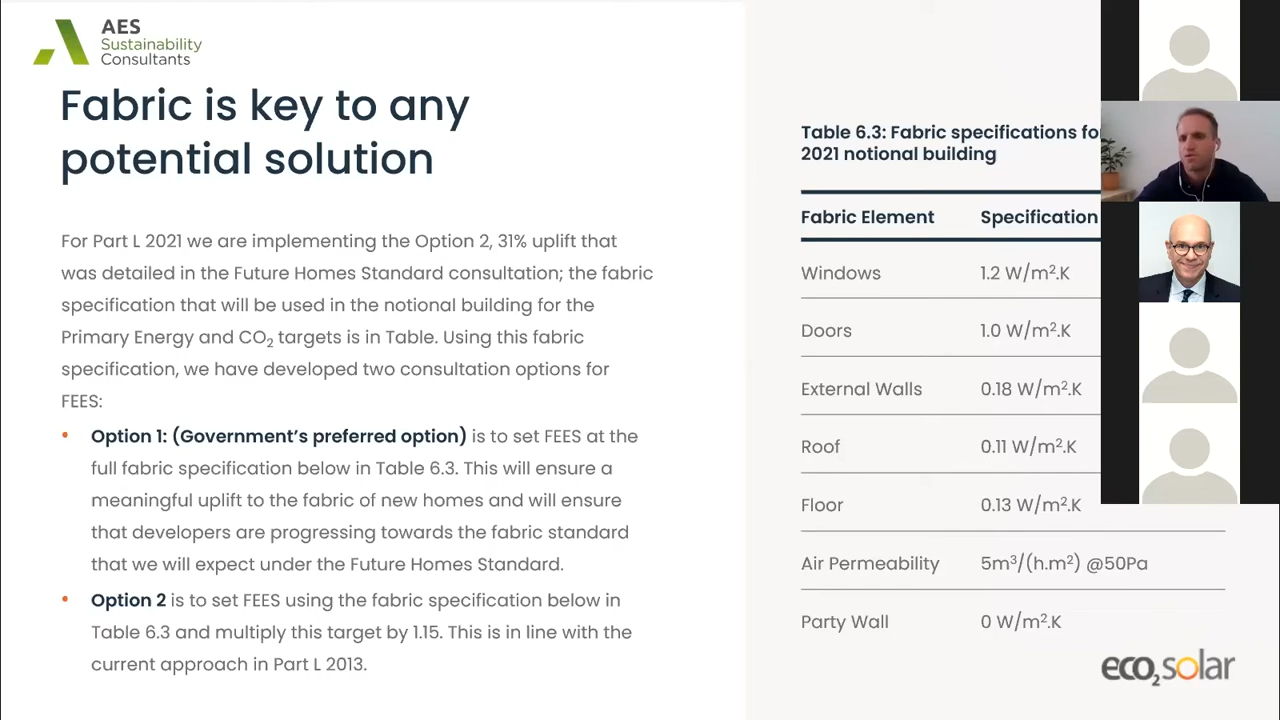 AES
Sustainability
Consultants
Fabric is key to any
potential solution
For Part L 2021 we are implementing the Option 2, 31% uplift that
was detailed in the Future Homes Standard consultation; the fabric
specification that will be used in the notional building for the
Primary Energy and CO₂ targets is in Table. Using this fabric
specification, we have developed two consultation options for
FEES:
• Option 1: (Government’s preferred option) is to set FEES at the
full fabric specification below in Table 6.3. This will ensure a
meaningful uplift to the fabric of new homes and will ensure
that developers are progressing towards the fabric standard
that we will expect under the Future Homes Standard.
• Option 2 is to set FEES using the fabric specification below in
Table 6.3 and multiply this target by 1.15. This is in line with the
current approach in Part L 2013.
Table 6.3: Fabric specifications fo
2021 notional building
Fabric Element Specification
Windows 1.2 W/m².K
Doors 1.0 W/m².K
External Walls 0.18 W/m².K
Roof 0.11 W/m².K
Floor 0.13 W/m².K
Air Permeability 5m³/(h.m²) @50Pa
Party Wall 0 W/m².K
eco₂solar